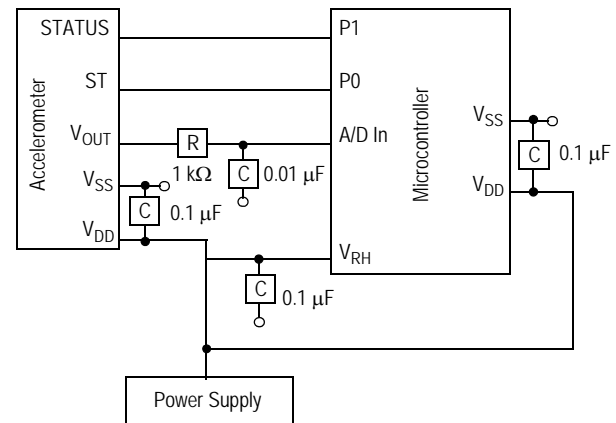 STATUS
ST
VOUT
VSS
VDD
Accelerometer
R
1 kΩ
C
0.01 µF
C
0.1 µF
P1
P0
A/D In
VRH
Microcontroller
VSS
VDD
C
0.1 µF
C
0.1 µF
Power Supply